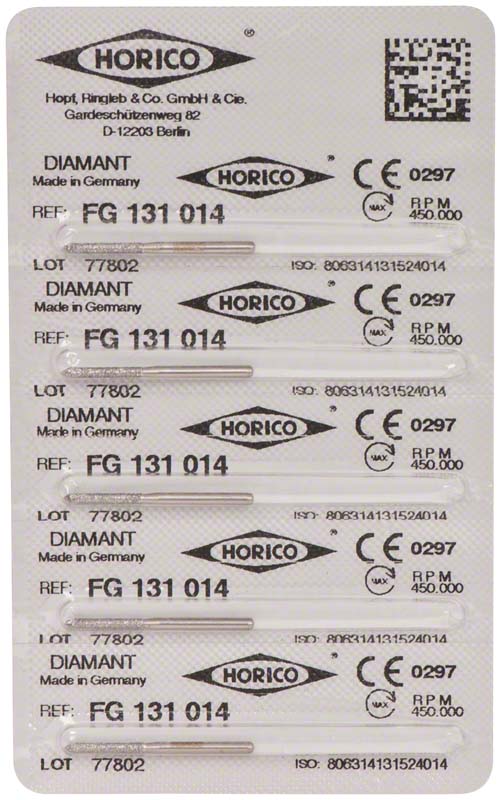 HORICO ®
Hopf, Ringleb & Co. GmbH & Cie.
Gardeschützenweg 82
D-12203 Berlin
DIAMANT HORICO ® CE 0297
Made in Germany
MAX RPM 450.000
REF: FG 131 014
LOT 77802 ISO: 806314131524014
DIAMANT HORICO ® CE 0297
Made in Germany
MAX RPM 450.000
REF: FG 131 014
LOT 77802 ISO: 806314131524014
DIAMANT HORICO ® CE 0297
Made in Germany
MAX RPM 450.000
REF: FG 131 014
LOT 77802 ISO: 806314131524014
DIAMANT HORICO ® CE 0297
Made in Germany
MAX RPM 450.000
REF: FG 131 014
LOT 77802 ISO: 806314131524014
DIAMANT HORICO ® CE 0297
Made in Germany
MAX RPM 450.000
REF: FG 131 014
LOT 77802 ISO: 806314131524014